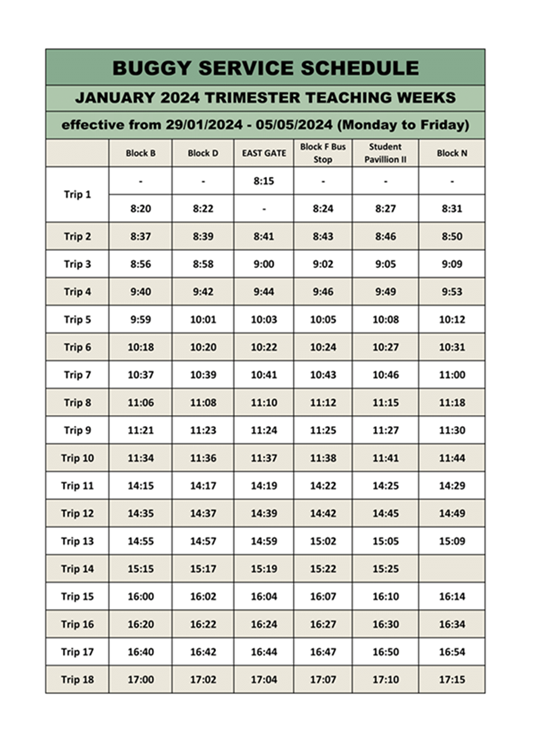 BUGGY SERVICE SCHEDULE
JANUARY 2024 TRIMESTER TEACHING WEEKS
effective from 29/01/2024 - 05/05/2024 (Monday to Friday)
Block B Block D EAST GATE Block F Bus Stop Student Pavillion II Block N
Trip 1 - - 8:15 - - -
8:20 8:22 - 8:24 8:27 8:31
Trip 2 8:37 8:39 8:41 8:43 8:46 8:50
Trip 3 8:56 8:58 9:00 9:02 9:05 9:09
Trip 4 9:40 9:42 9:44 9:46 9:49 9:53
Trip 5 9:59 10:01 10:03 10:05 10:08 10:12
Trip 6 10:18 10:20 10:22 10:24 10:27 10:31
Trip 7 10:37 10:39 10:41 10:43 10:46 11:00
Trip 8 11:06 11:08 11:10 11:12 11:15 11:18
Trip 9 11:21 11:23 11:24 11:25 11:27 11:30
Trip 10 11:34 11:36 11:37 11:38 11:41 11:44
Trip 11 14:15 14:17 14:19 14:22 14:25 14:29
Trip 12 14:35 14:37 14:39 14:42 14:45 14:49
Trip 13 14:55 14:57 14:59 15:02 15:05 15:09
Trip 14 15:15 15:17 15:19 15:22 15:25
Trip 15 16:00 16:02 16:04 16:07 16:10 16:14
Trip 16 16:20 16:22 16:24 16:27 16:30 16:34
Trip 17 16:40 16:42 16:44 16:47 16:50 16:54
Trip 18 17:00 17:02 17:04 17:07 17:10 17:15